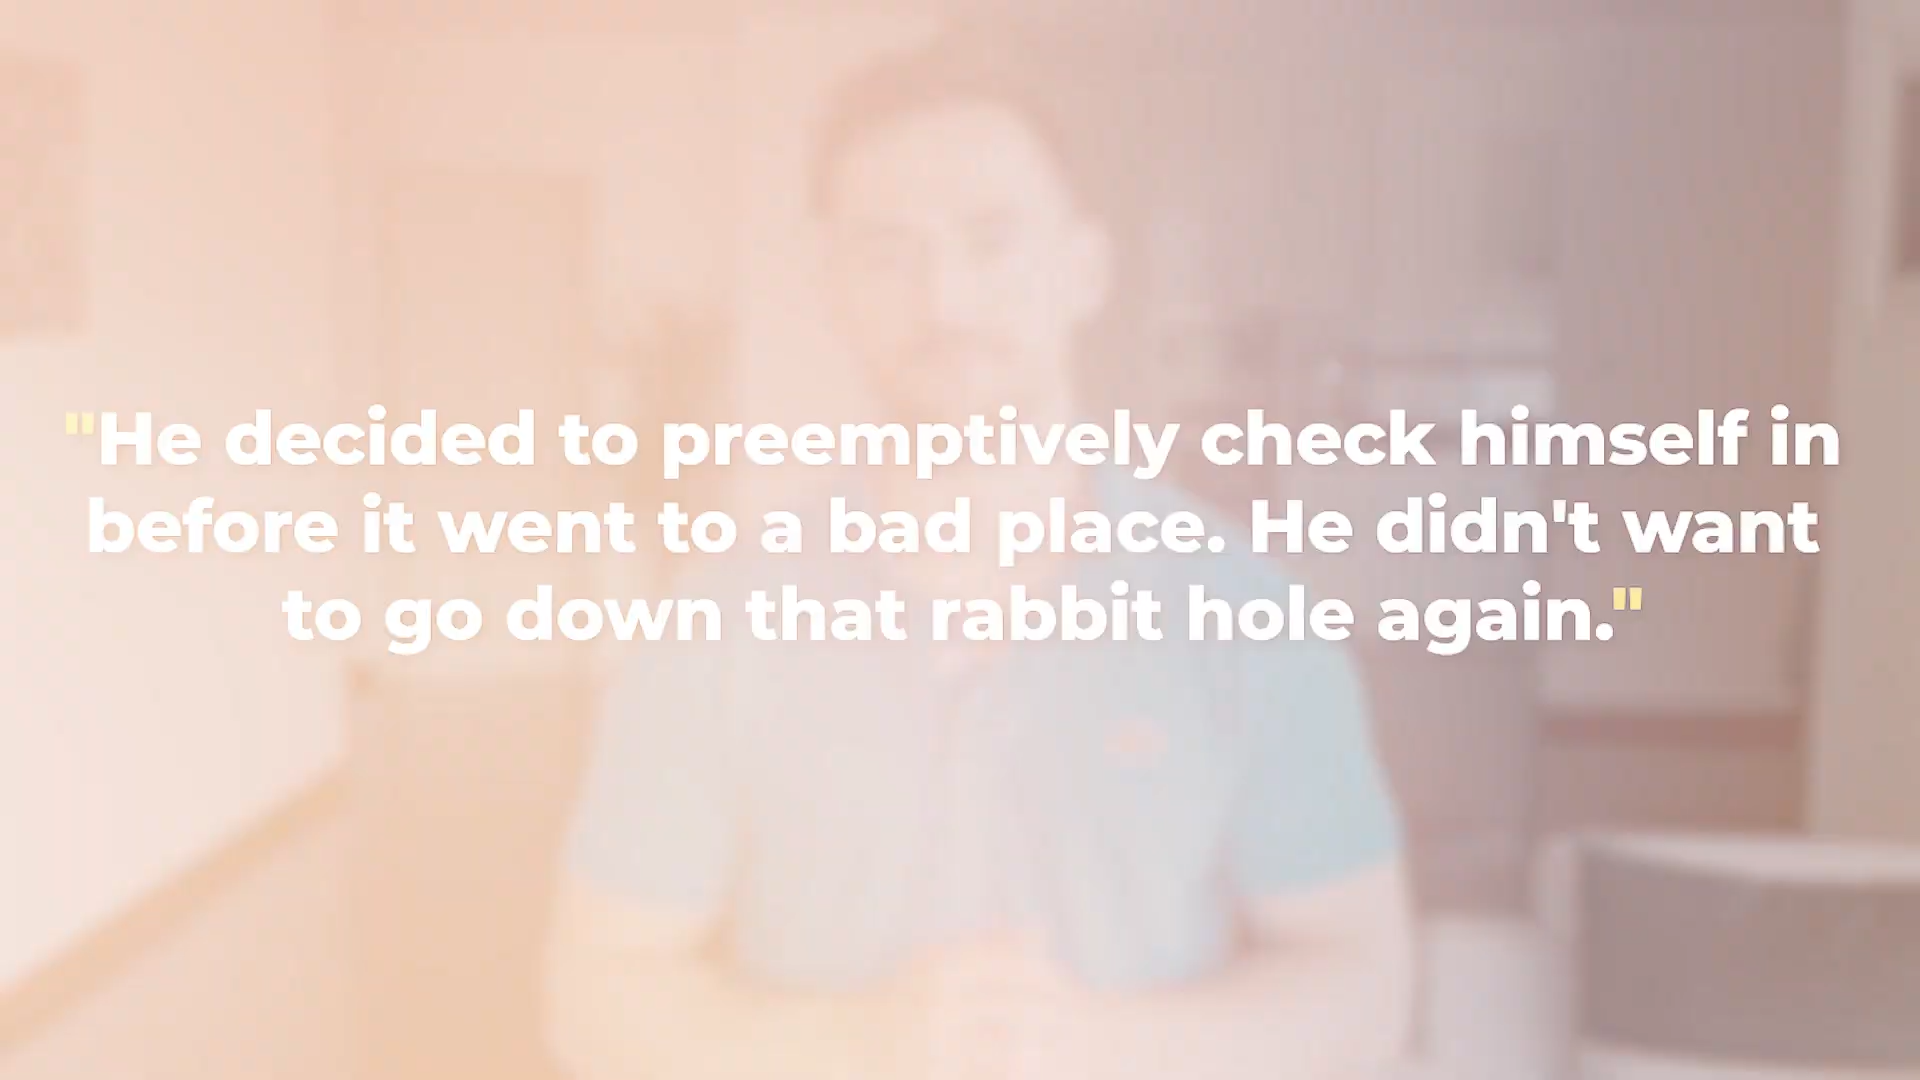 "He decided to preemptively check himself in
before it went to a bad place. He didn't want
to go down that rabbit hole again."